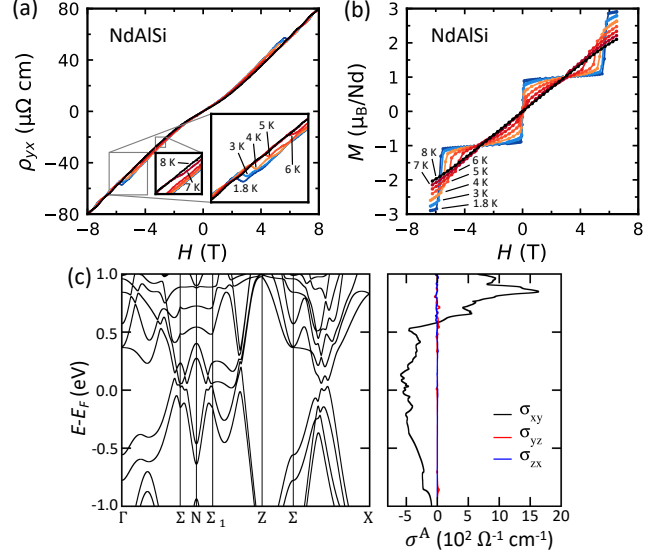 (a)
NdAlSi
ρyx (μΩ cm)
80
40
0
−40
−80
8 K
7 K
5 K
4 K
3 K
1.8 K
6 K
−8 −4 0 4 8
H (T)
(b)
NdAlSi
M (μB/Nd)
3
2
1
0
−1
−2
−3
8 K
7 K
6 K
5 K
4 K
3 K
1.8 K
−8 −4 0 4 8
H (T)
(c)
E-EF (eV)
1.0
0.5
0.0
-0.5
-1.0
Γ Σ N Σ1 Z Σ X
σxy
σyz
σzx
−5 0 5 10 15 20
σA [10² Ω-1 cm-1]